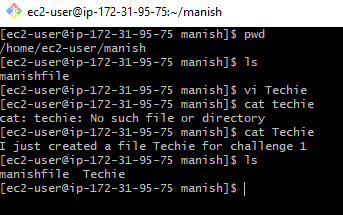 ec2-user@ip-172-31-95-75:~/manish
[ec2-user@ip-172-31-95-75 manish]$ pwd
/home/ec2-user/manish
[ec2-user@ip-172-31-95-75 manish]$ ls
manishfile
[ec2-user@ip-172-31-95-75 manish]$ vi Techie
[ec2-user@ip-172-31-95-75 manish]$ cat techie
cat: techie: No such file or directory
[ec2-user@ip-172-31-95-75 manish]$ cat Techie
I just created a file Techie for challenge 1
[ec2-user@ip-172-31-95-75 manish]$ ls
manishfile  Techie
[ec2-user@ip-172-31-95-75 manish]$